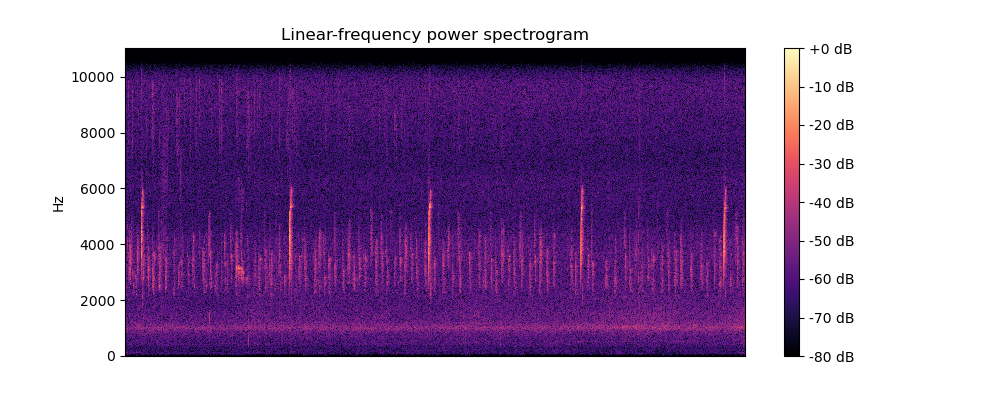 Linear-frequency power spectrogram
Hz
10000
8000
6000
4000
2000
0
+0 dB
-10 dB
-20 dB
-30 dB
-40 dB
-50 dB
-60 dB
-70 dB
-80 dB